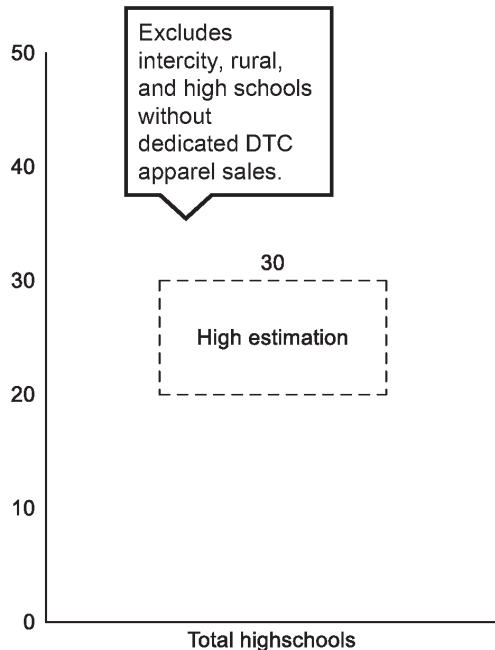 Excludes
intercity, rural,
and high schools
without
dedicated DTC
apparel sales.
50
40
30
20
10
0
30
High estimation
Total highschools